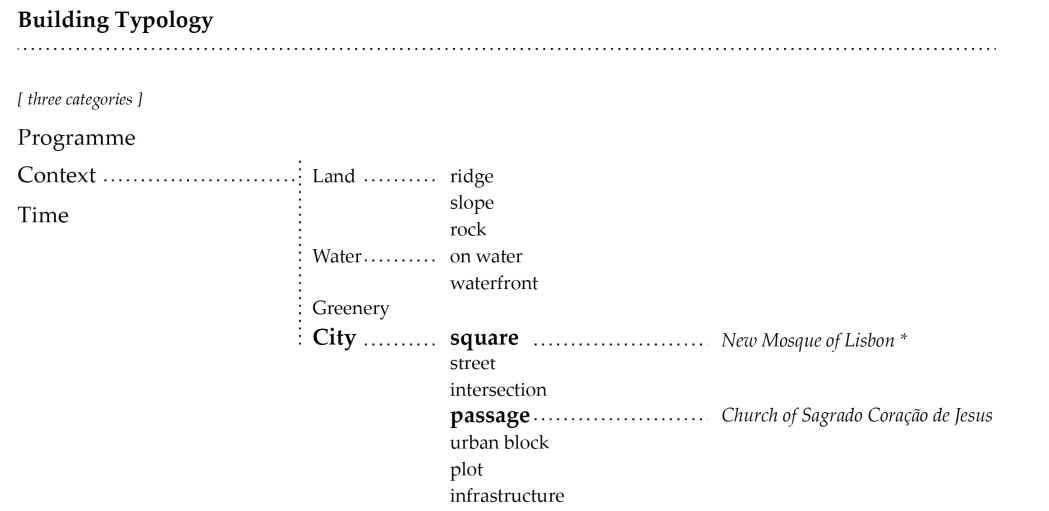 Building Typology
[ three categories ]
Programme
Context .......................... Land .......... ridge
slope
Time
rock
Water.......... on water
waterfront
Greenery
City .......... square ........................ New Mosque of Lisbon *
street
intersection
passage........................ Church of Sagrado Coração de Jesus
urban block
plot
infrastructure